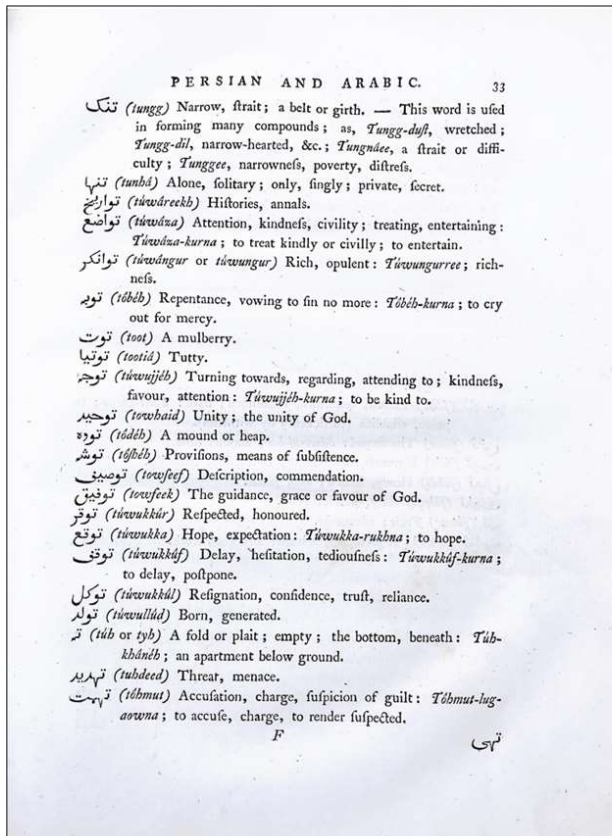 PERSIAN AND ARABIC. 33
تنگ (tungg) Narrow, ſtrait; a belt or girth. — This word is uſed
in forming many compounds; as, Tungg-duſt, wretched;
Tungg-dil, narrow-hearted, &c.; Tungnáee, a ſtrait or diffi-
culty; Tunggee, narrowneſs, poverty, diſtreſs.
تنها (tunhá) Alone, ſolitary; only, ſingly; private, ſecret.
تواريخ (túwáreekh) Hiſtories, annals.
تواضع (túwáza) Attention, kindneſs, civility; treating, entertaining:
Túwáza-kurna; to treat kindly or civilly; to entertain.
توانكر (túwángur or túwungur) Rich, opulent: Túwungurree; rich-
neſs.
توبه (tóbéh) Repentance, vowing to ſin no more: Tóbéh-kurna; to cry
out for mercy.
توت (toot) A mulberry.
توتيا (tootiá) Tutty.
توجه (túwujjéh) Turning towards, regarding, attending to; kindneſs,
favour, attention: Túwujjéh-kurna; to be kind to.
توحيد (towhaid) Unity; the unity of God.
توده (tódéh) A mound or heap.
توشه (tóſhéh) Proviſions, means of ſubſiſtence.
توصيف (towſeef) Deſcription, commendation.
توفيق (towfeek) The guidance, grace or favour of God.
توقر (túwukkúr) Reſpected, honoured.
توقع (túwukka) Hope, expectation: Túwukka-rukhna; to hope.
توقف (túwukkúf) Delay, heſitation, tediouſneſs: Túwukkúf-kurna;
to delay, poſtpone.
توكل (túwukkúl) Reſignation, confidence, truſt, reliance.
تولد (túwullúd) Born, generated.
ته (túh or tyh) A fold or plait; empty; the bottom, beneath: Túh-
khánéh; an apartment below ground.
تهديد (tuhdeed) Threat, menace.
تهمت (tóhmut) Accuſation, charge, ſuſpicion of guilt: Tóhmut-lug-
aowna; to accuſe, charge, to render ſuſpected.
F تهى